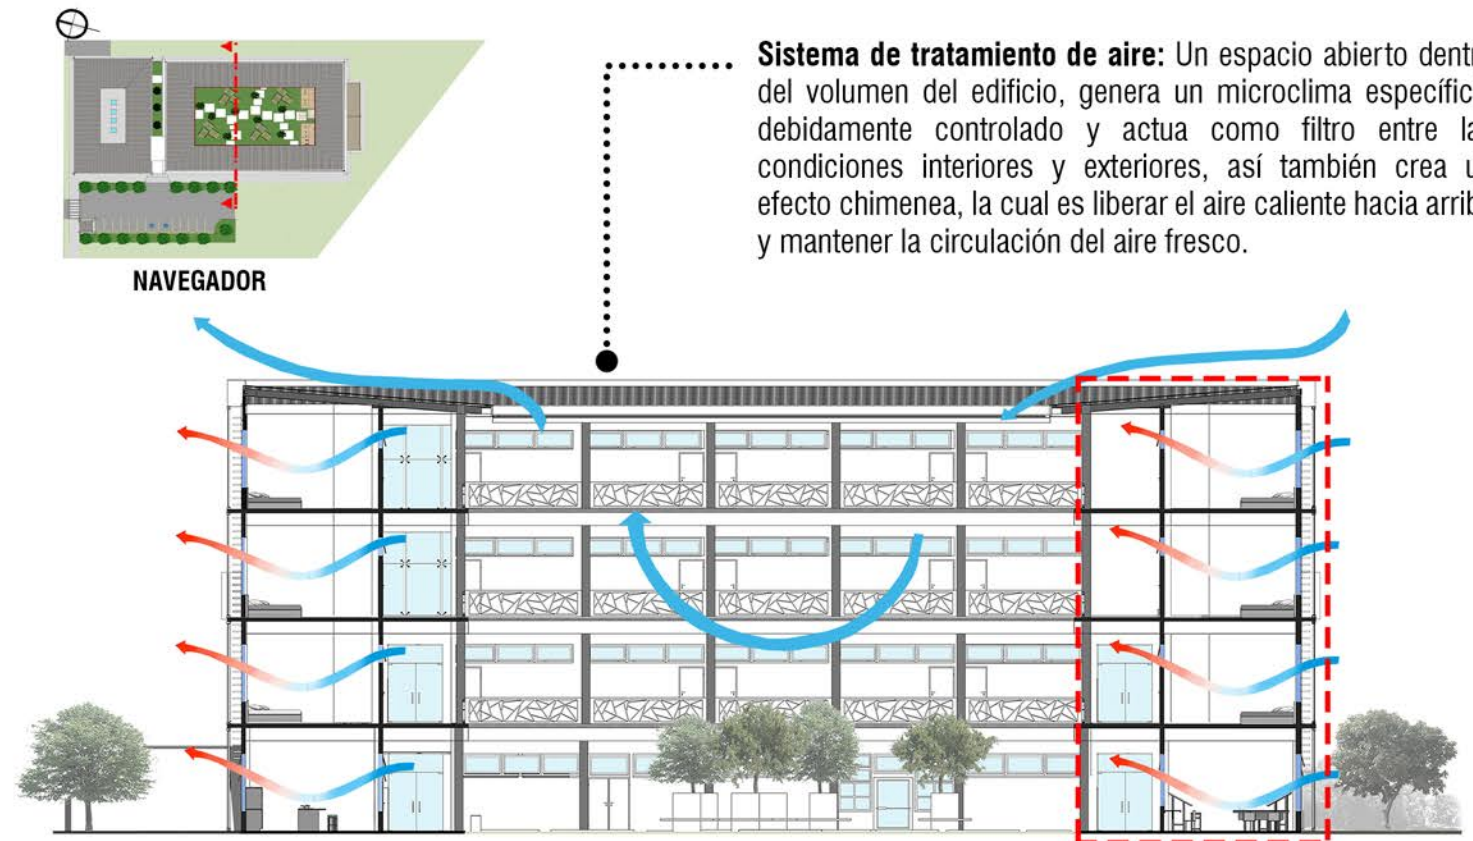 Sistema de tratamiento de aire: Un espacio abierto dentr
del volumen del edificio, genera un microclima específic
debidamente controlado y actua como filtro entre la
condiciones interiores y exteriores, así también crea u
efecto chimenea, la cual es liberar el aire caliente hacia arrib
y mantener la circulación del aire fresco.
NAVEGADOR